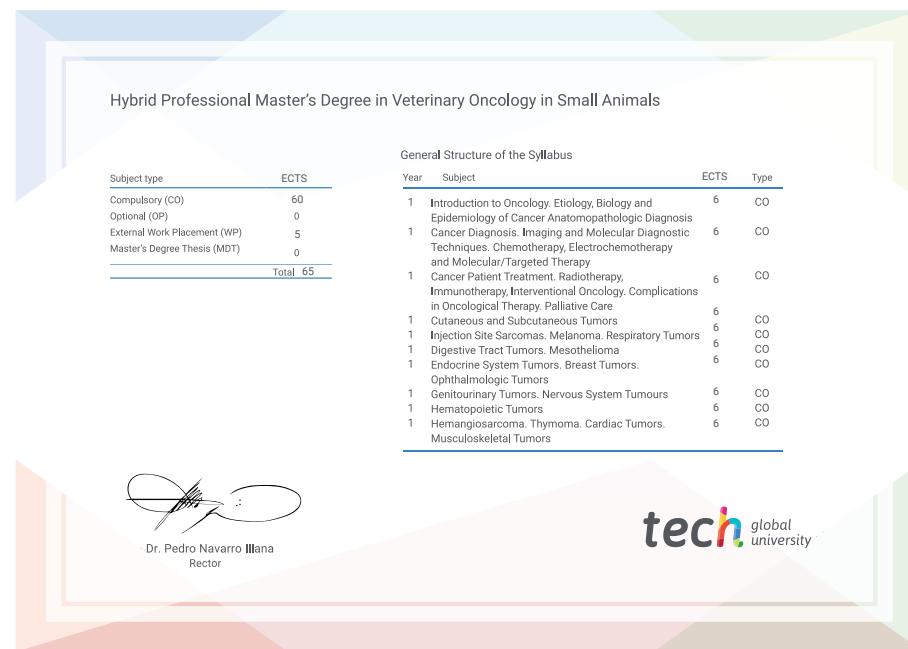 Hybrid Professional Master's Degree in Veterinary Oncology in Small Animals
Subject type ECTS
Compulsory (CO) 60
Optional (OP) 0
External Work Placement (WP) 5
Master's Degree Thesis (MDT) 0
Total 65
General Structure of the Syllabus
Year Subject ECTS Type
1 Introduction to Oncology. Etiology, Biology and 6 CO
Epidemiology of Cancer Anatomopathologic Diagnosis
1 Cancer Diagnosis. Imaging and Molecular Diagnostic 6 CO
Techniques. Chemotherapy, Electrochemotherapy
and Molecular/Targeted Therapy
1 Cancer Patient Treatment. Radiotherapy, 6 CO
Immunotherapy, Interventional Oncology. Complications
in Oncological Therapy. Palliative Care
1 Cutaneous and Subcutaneous Tumors 6 CO
1 Injection Site Sarcomas. Melanoma. Respiratory Tumors 6 CO
1 Digestive Tract Tumors. Mesothelioma 6 CO
1 Endocrine System Tumors. Breast Tumors. 6 CO
Ophthalmologic Tumors
1 Genitourinary Tumors. Nervous System Tumours 6 CO
1 Hematopoietic Tumors 6 CO
1 Hemangiosarcoma. Thymoma. Cardiac Tumors. 6 CO
Musculoskeletal Tumors
Dr. Pedro Navarro Illana
Rector
tech global
university